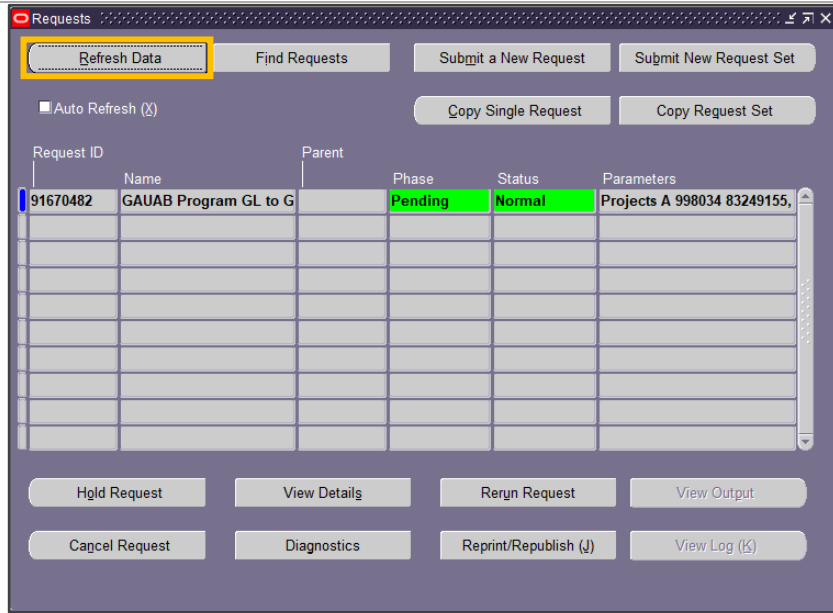 Requests
Refresh Data Find Requests Submit a New Request Submit New Request Set
Auto Refresh (X) Copy Single Request Copy Request Set
Request ID Parent
Name Phase Status Parameters
91670482 GAUAB Program GL to G Pending Normal Projects A 998034 83249155,
Hold Request View Details Rerun Request View Output
Cancel Request Diagnostics Reprint/Republish (J) View Log (K)